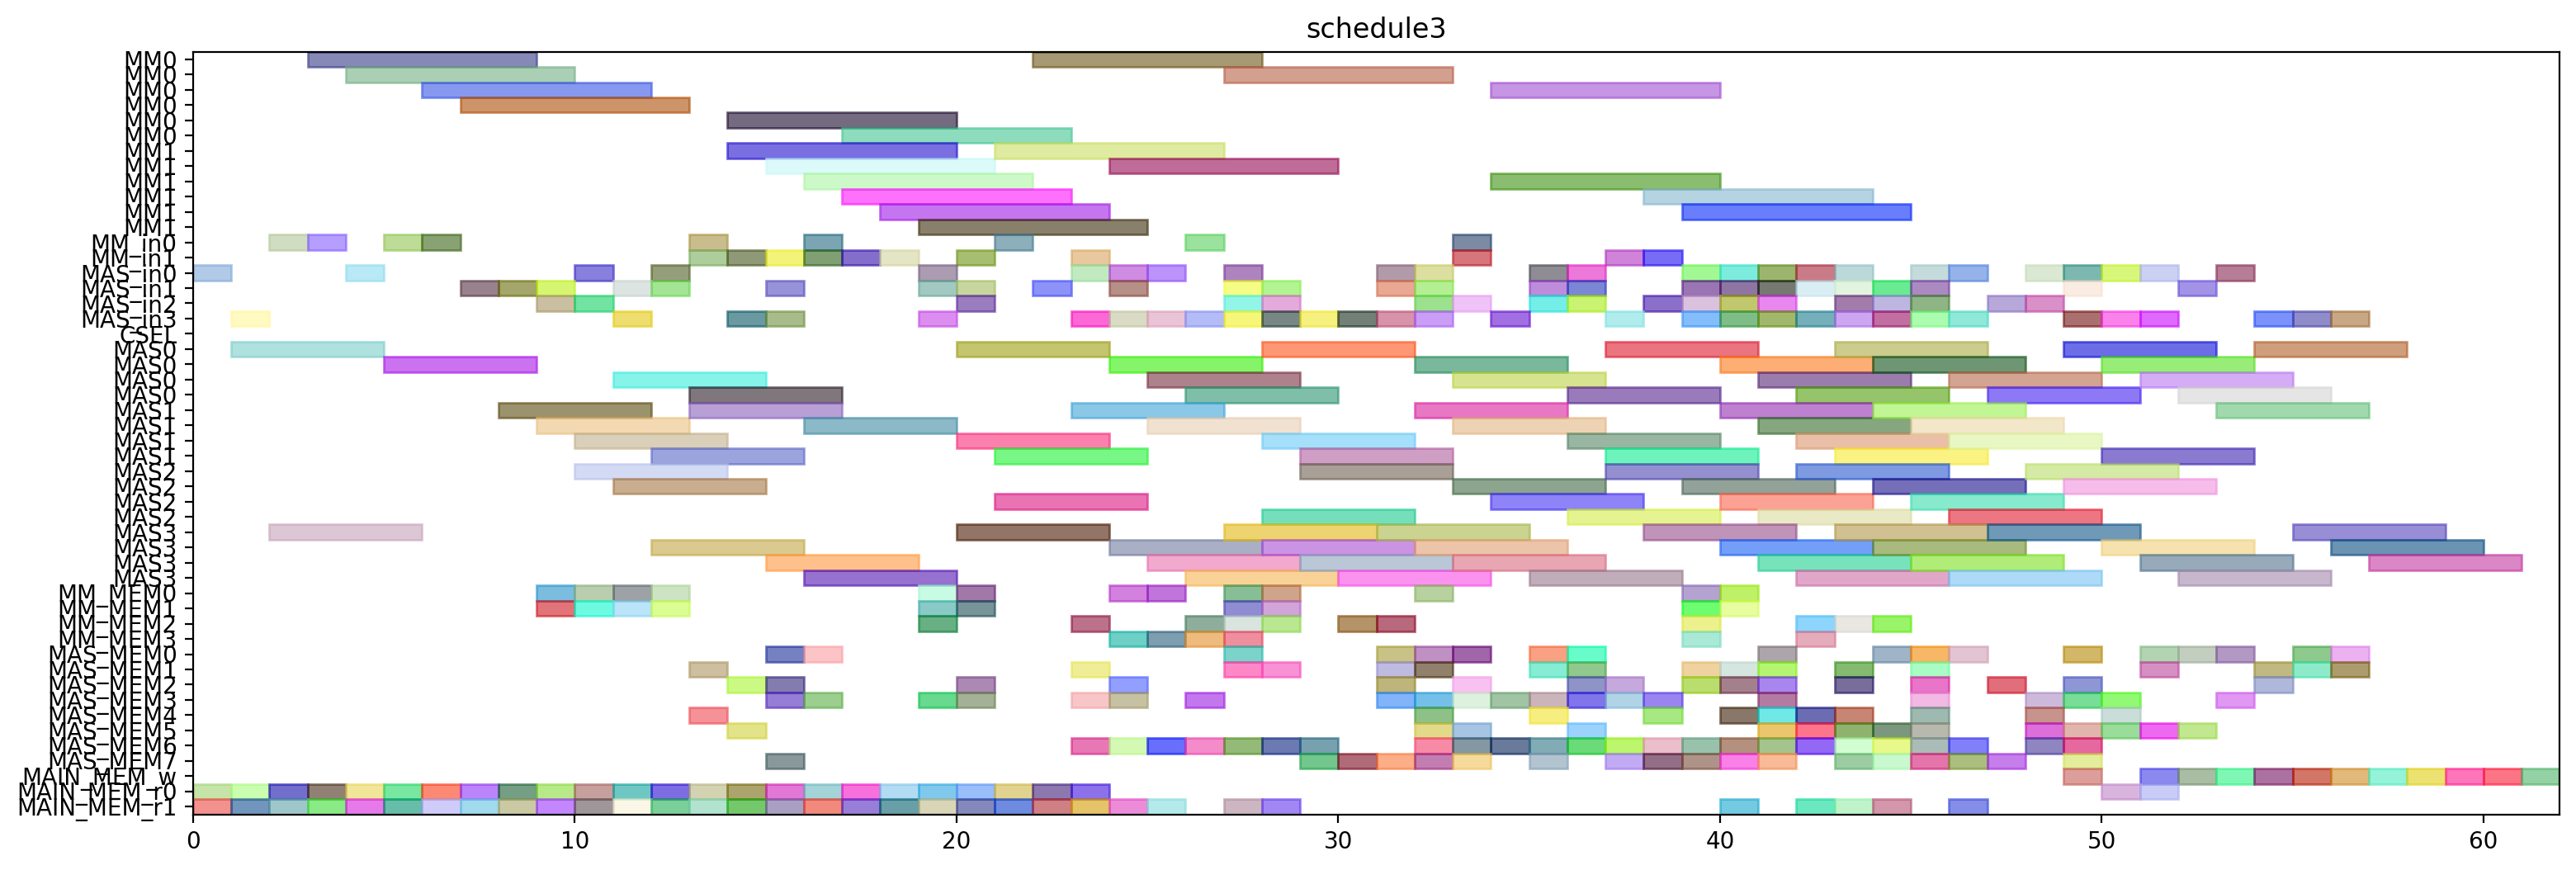 schedule3
MM0
MM0
MM0
MM0
MM0
MM0
MM1
MM1
MM1
MM1
MM1
MM1
MM_in0
MM_in1
MAS_in0
MAS_in1
MAS_in2
MAS_in3
CSEL
MAS0
MAS0
MAS0
MAS0
MAS1
MAS1
MAS1
MAS1
MAS2
MAS2
MAS2
MAS2
MAS3
MAS3
MAS3
MAS3
MM_MEM0
MM_MEM1
MM_MEM2
MM_MEM3
MAS_MEM0
MAS_MEM1
MAS_MEM2
MAS_MEM3
MAS_MEM4
MAS_MEM5
MAS_MEM6
MAS_MEM7
MAIN_MEM_w
MAIN_MEM_r0
MAIN_MEM_r1
0 10 20 30 40 50 60